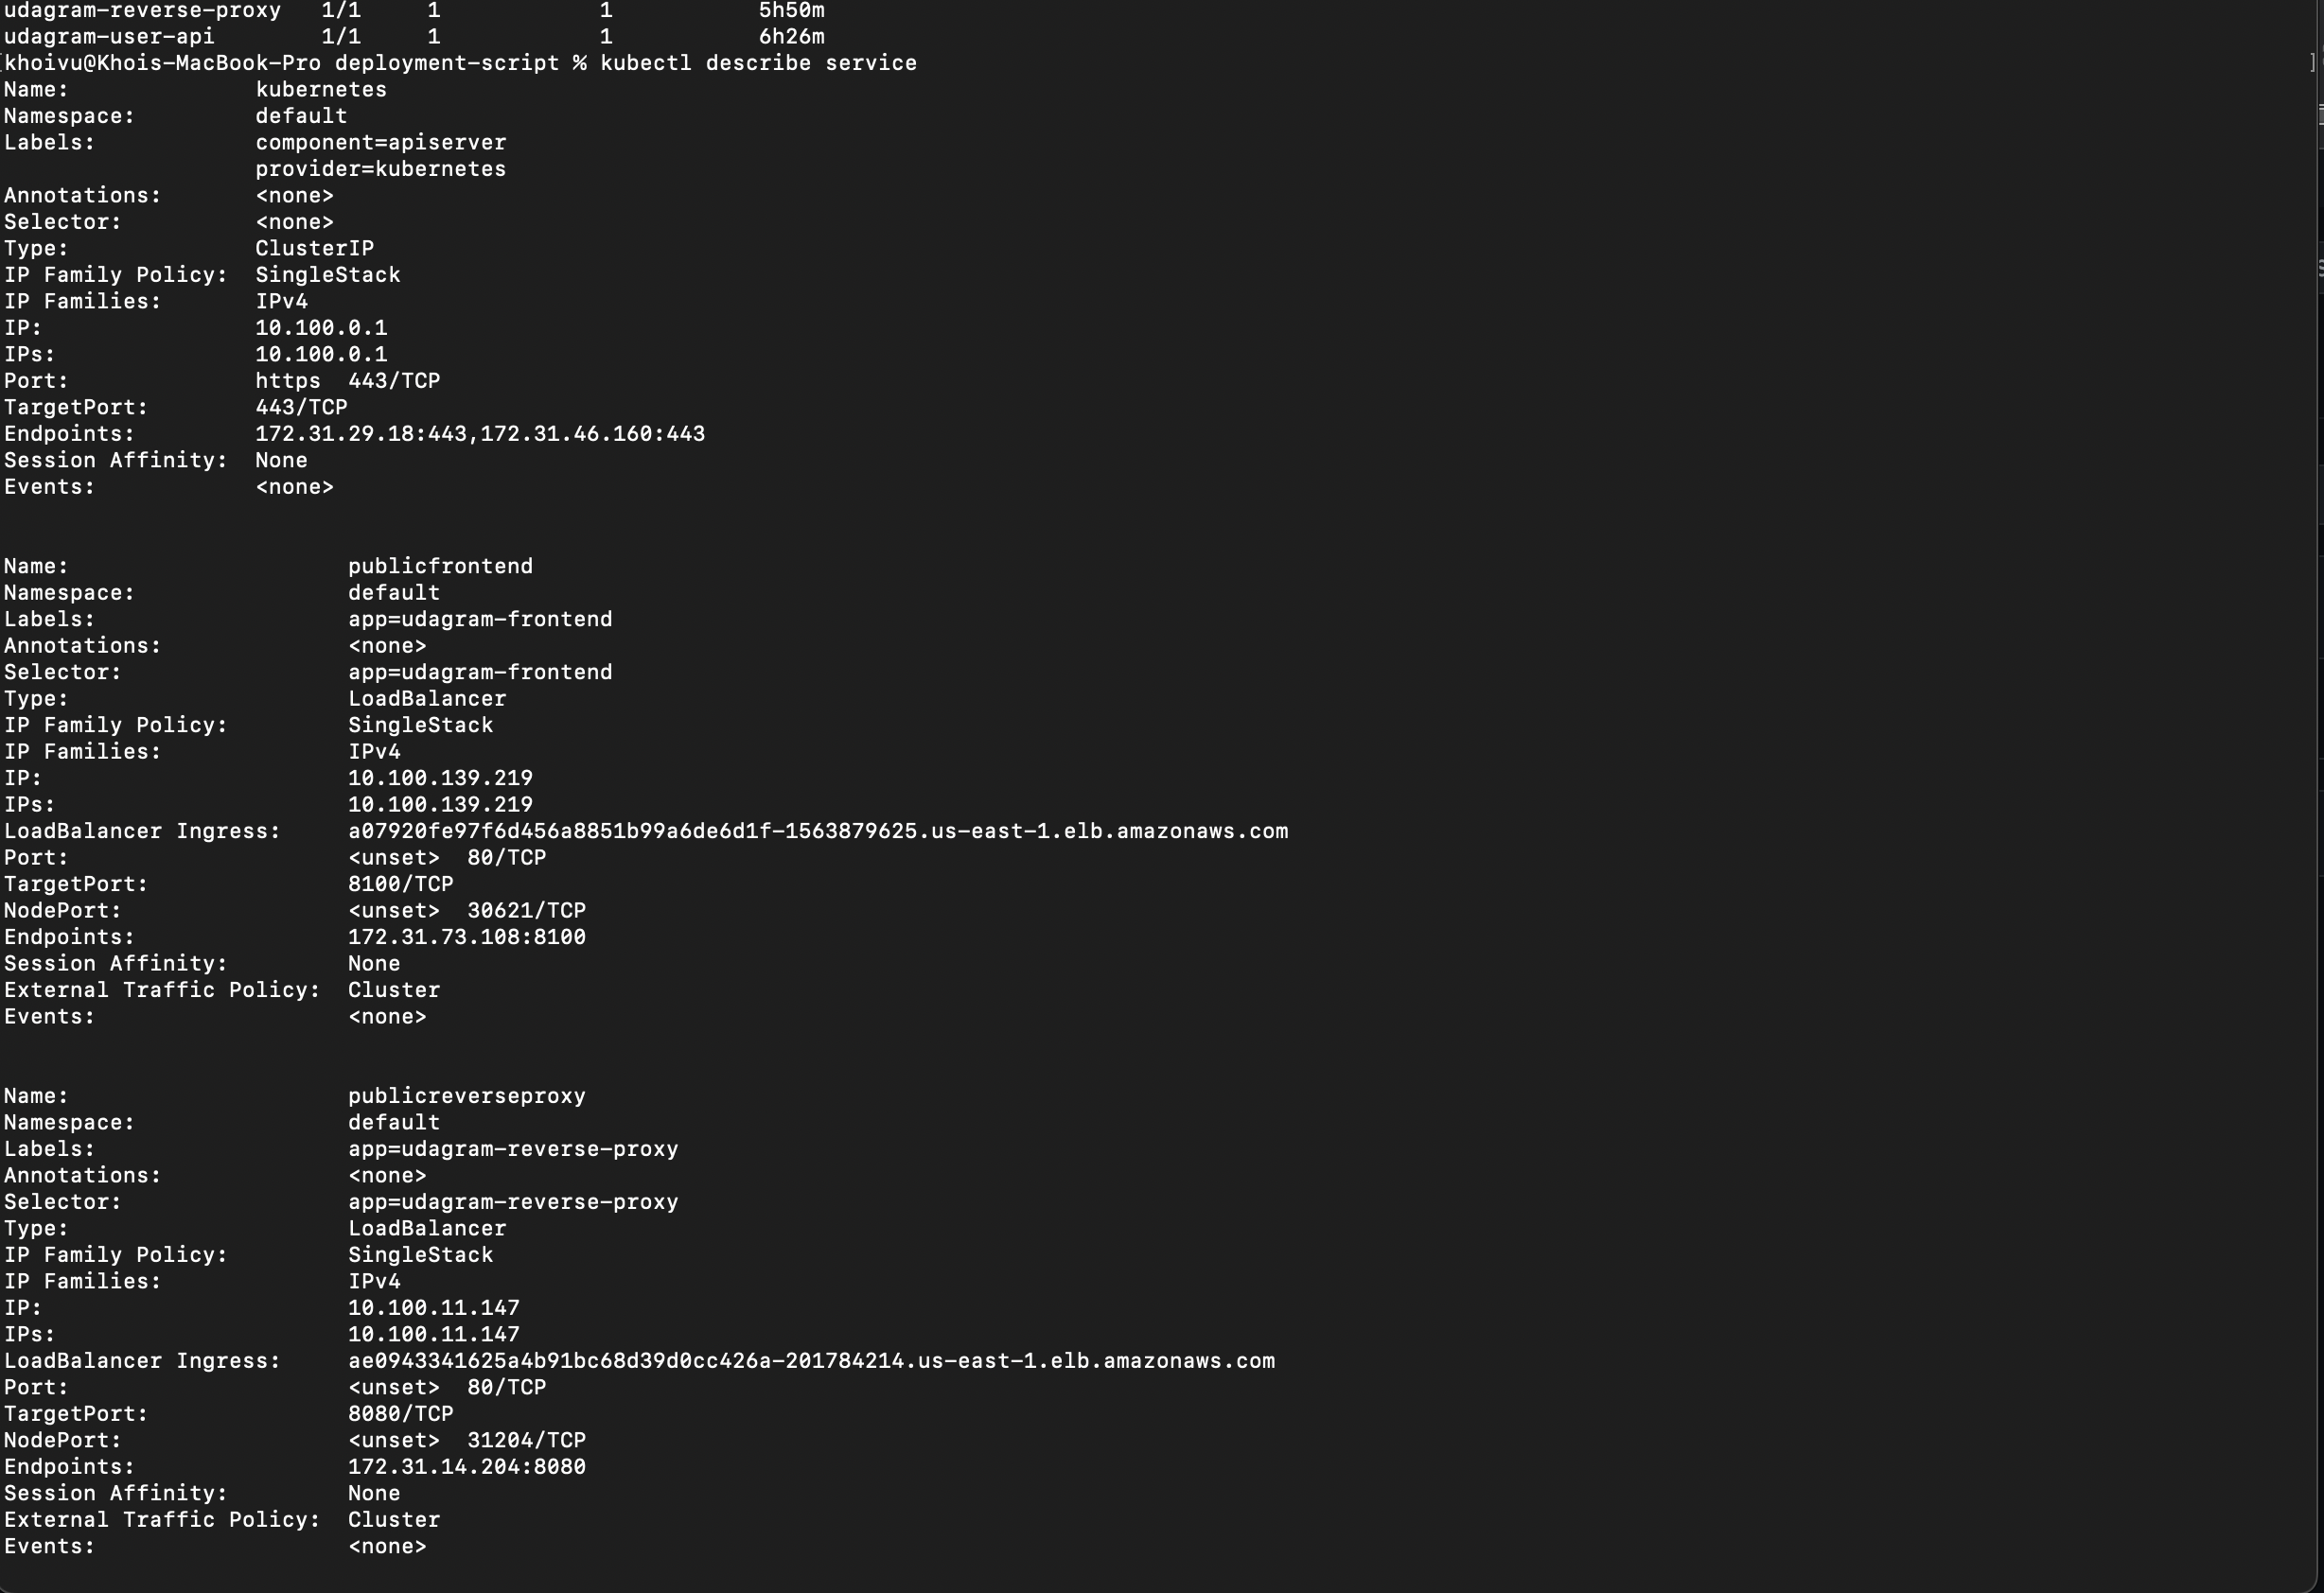 udagram-reverse-proxy   1/1     1            1           5h50m
udagram-user-api        1/1     1            1           6h26m
[khoivu@Khois-MacBook-Pro deployment-script % kubectl describe service ]
Name:              kubernetes
Namespace:         default
Labels:            component=apiserver
                   provider=kubernetes
Annotations:       <none>
Selector:          <none>
Type:              ClusterIP
IP Family Policy:  SingleStack
IP Families:       IPv4
IP:                10.100.0.1
IPs:               10.100.0.1
Port:              https  443/TCP
TargetPort:        443/TCP
Endpoints:         172.31.29.18:443,172.31.46.160:443
Session Affinity:  None
Events:            <none>
Name:                     publicfrontend
Namespace:                default
Labels:                   app=udagram-frontend
Annotations:              <none>
Selector:                 app=udagram-frontend
Type:                     LoadBalancer
IP Family Policy:         SingleStack
IP Families:              IPv4
IP:                       10.100.139.219
IPs:                      10.100.139.219
LoadBalancer Ingress:     a07920fe97f6d456a8851b99a6de6d1f-1563879625.us-east-1.elb.amazonaws.com
Port:                     <unset>  80/TCP
TargetPort:               8100/TCP
NodePort:                 <unset>  30621/TCP
Endpoints:                172.31.73.108:8100
Session Affinity:         None
External Traffic Policy:  Cluster
Events:                   <none>
Name:                     publicreverseproxy
Namespace:                default
Labels:                   app=udagram-reverse-proxy
Annotations:              <none>
Selector:                 app=udagram-reverse-proxy
Type:                     LoadBalancer
IP Family Policy:         SingleStack
IP Families:              IPv4
IP:                       10.100.11.147
IPs:                      10.100.11.147
LoadBalancer Ingress:     ae0943341625a4b91bc68d39d0cc426a-201784214.us-east-1.elb.amazonaws.com
Port:                     <unset>  80/TCP
TargetPort:               8080/TCP
NodePort:                 <unset>  31204/TCP
Endpoints:                172.31.14.204:8080
Session Affinity:         None
External Traffic Policy:  Cluster
Events:                   <none>